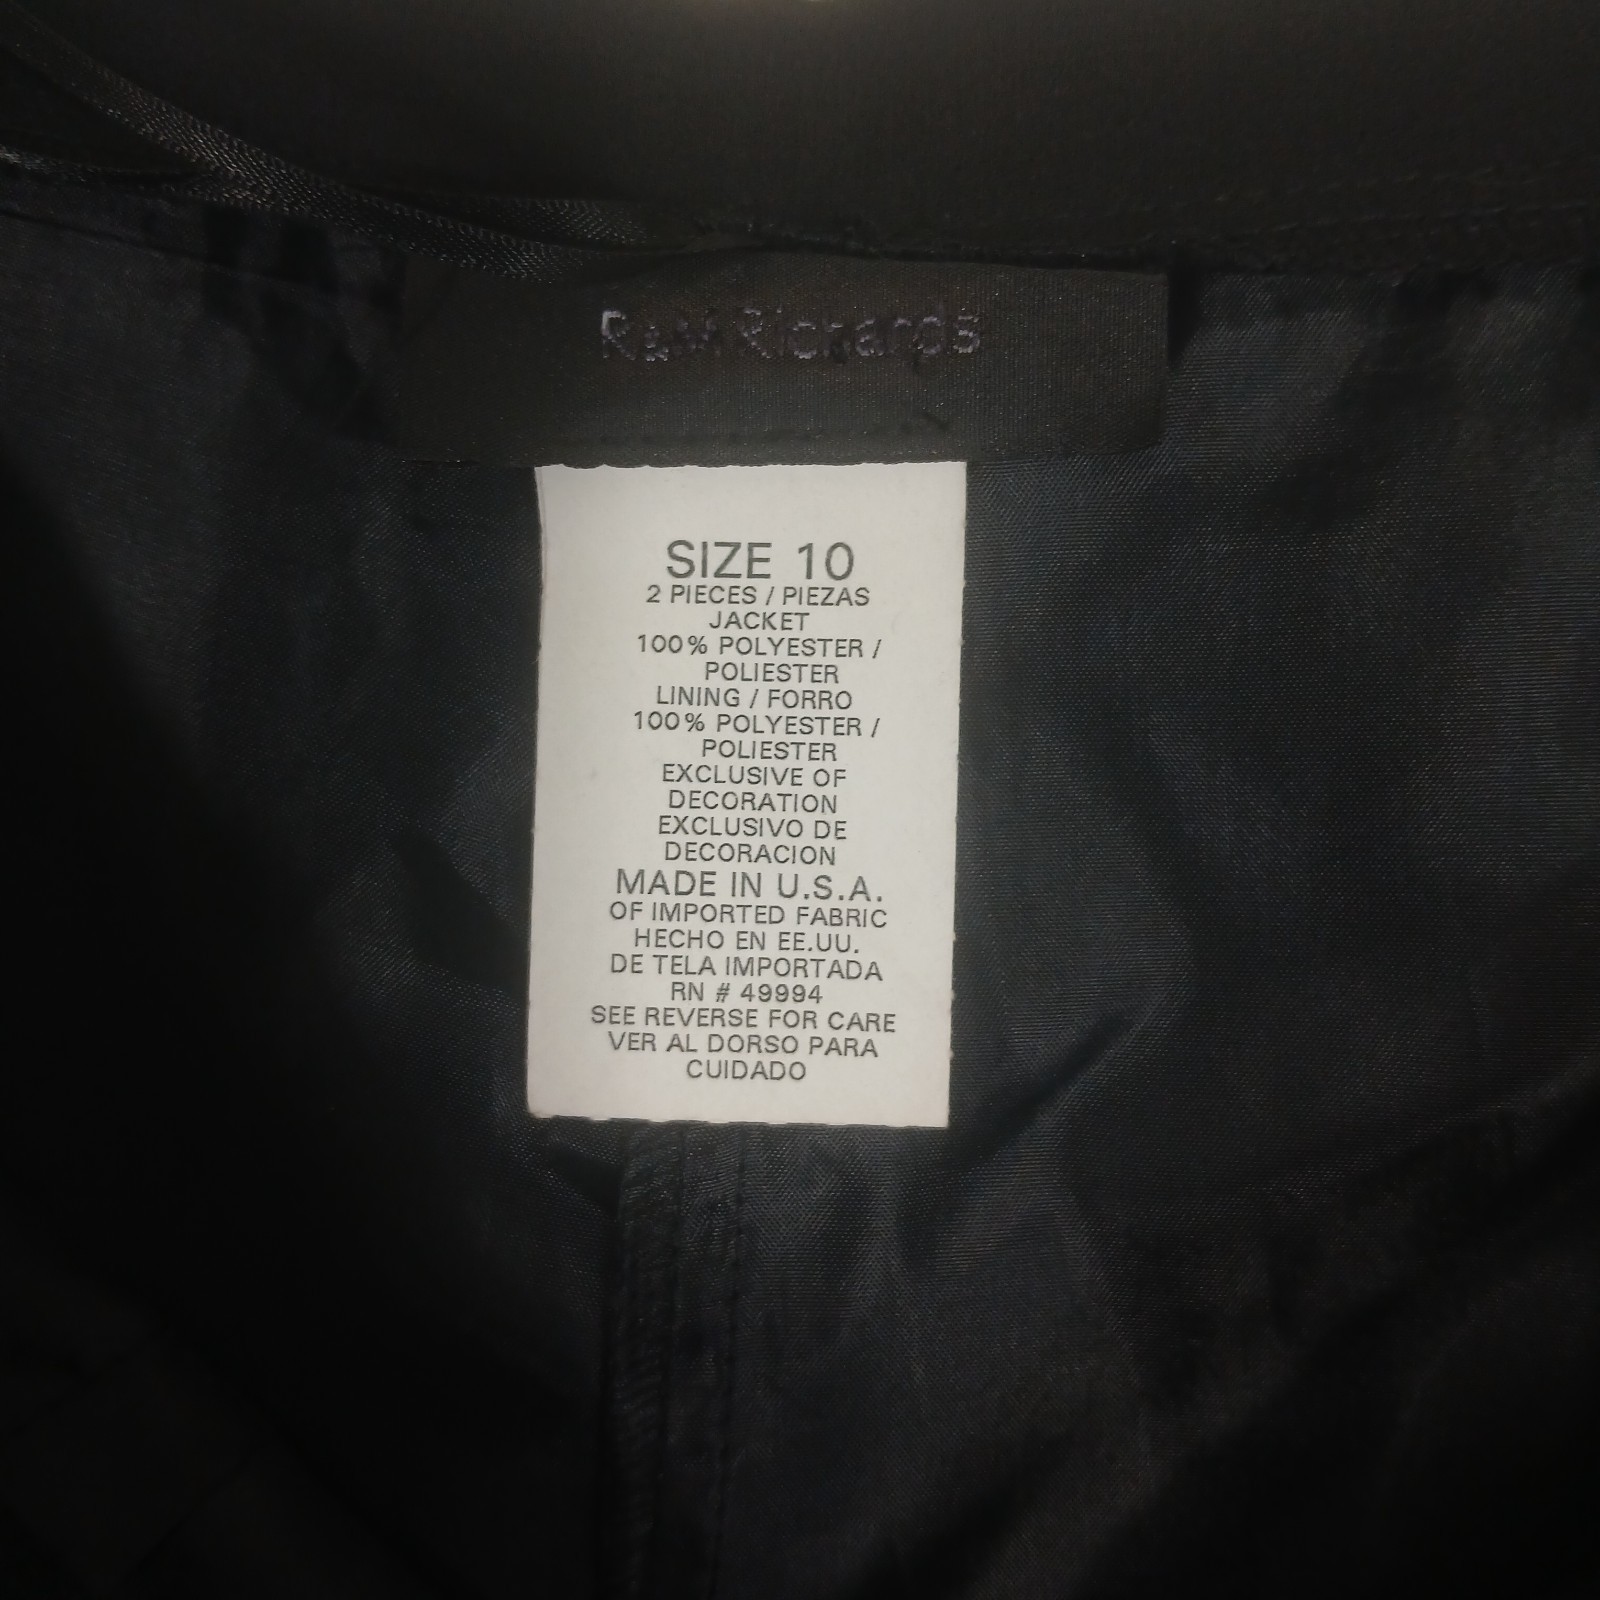 R&M Richards
SIZE 10
2 PIECES / PIEZAS
JACKET
100% POLYESTER /
POLIESTER
LINING / FORRO
100% POLYESTER /
POLIESTER
EXCLUSIVE OF
DECORATION
EXCLUSIVO DE
DECORACION
MADE IN U.S.A.
OF IMPORTED FABRIC
HECHO EN EE.UU.
DE TELA IMPORTADA
RN # 49994
SEE REVERSE FOR CARE
VER AL DORSO PARA
CUIDADO